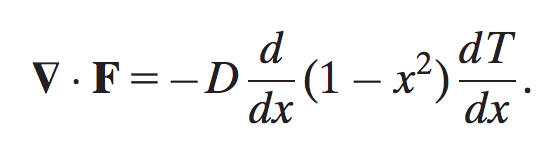 ∇ · F = −D d/dx (1 − x²) dT/dx.